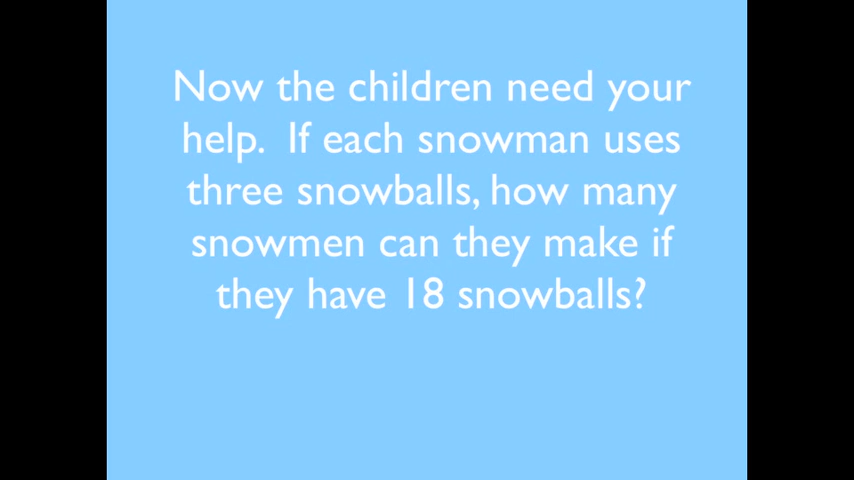 Now the children need your
help.  If each snowman uses
three snowballs, how many
snowmen can they make if
they have 18 snowballs?